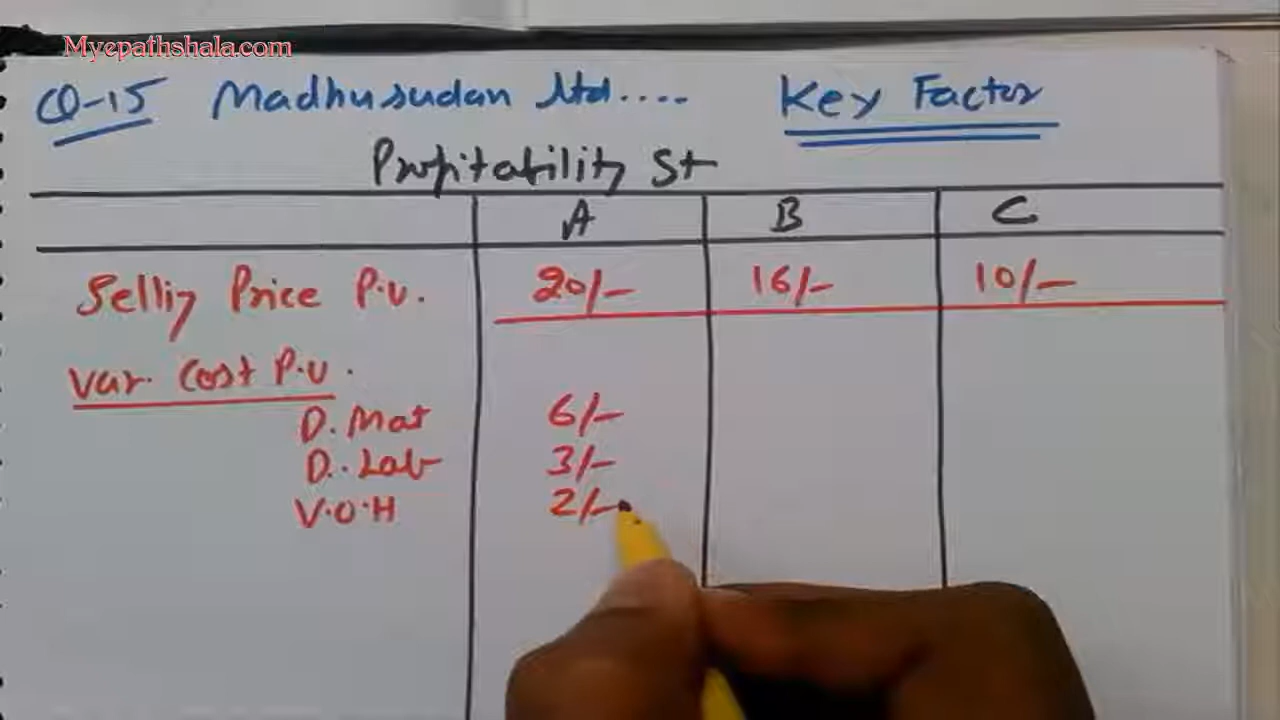 Myepathshala.com
Q-15 Madhusudan Ltd.... Key Factor
Profitability St
A B C
Selling Price P.U. 20/- 16/- 10/-
Var. Cost P.U.
D. Mat 6/-
D. Lab 3/-
V.O.H 2/-